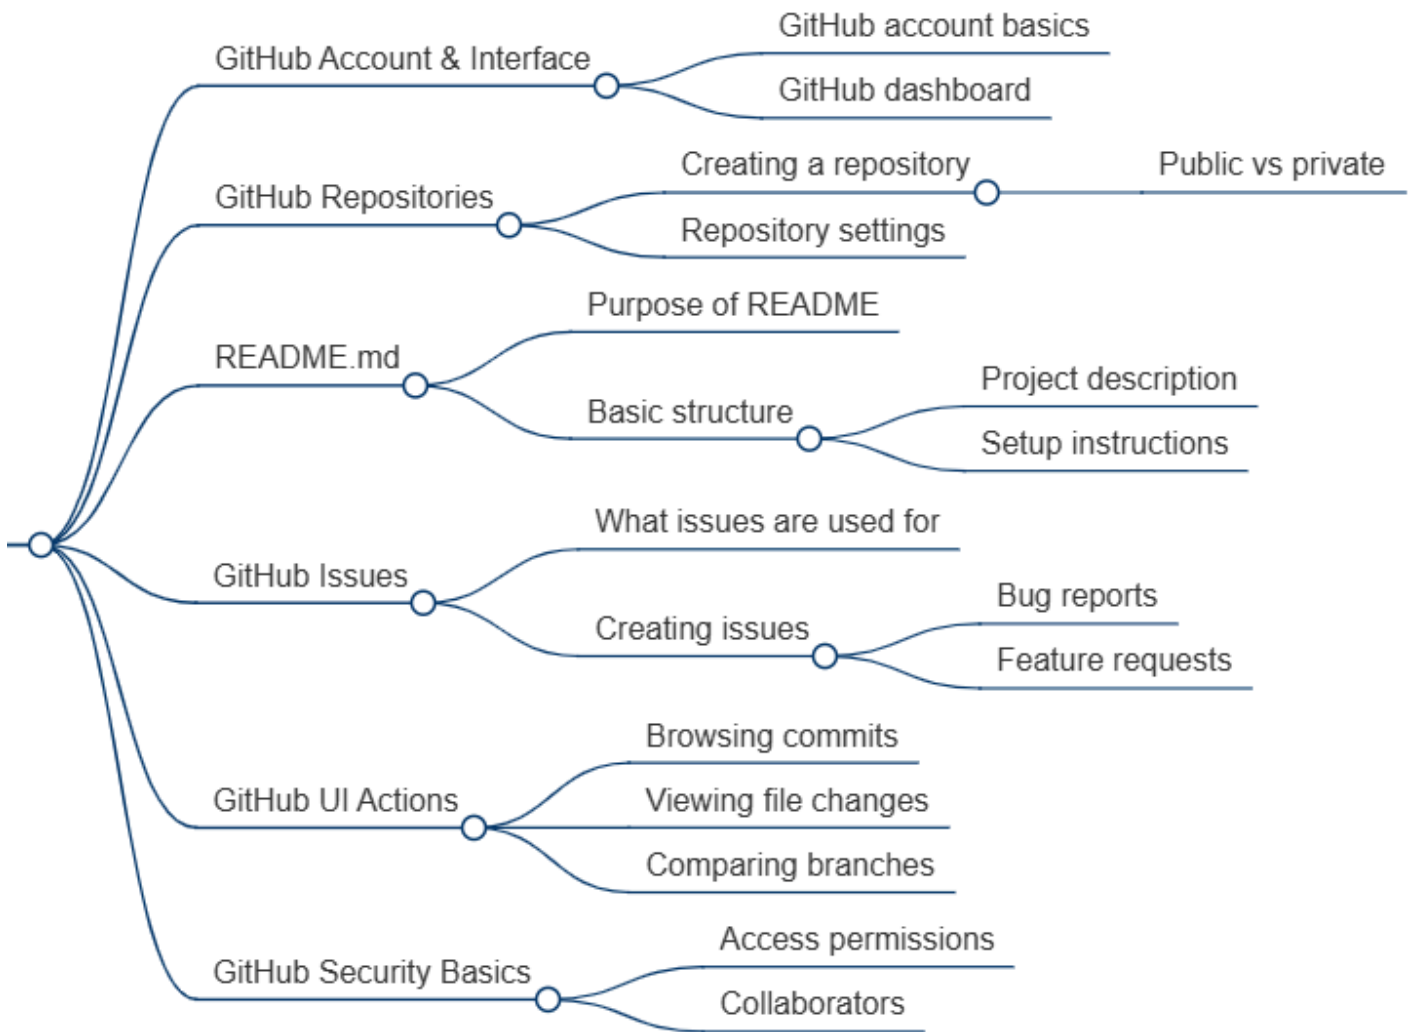 GitHub Account & Interface
GitHub account basics
GitHub dashboard
GitHub Repositories
Creating a repository
Public vs private
Repository settings
README.md
Purpose of README
Basic structure
Project description
Setup instructions
GitHub Issues
What issues are used for
Creating issues
Bug reports
Feature requests
GitHub UI Actions
Browsing commits
Viewing file changes
Comparing branches
GitHub Security Basics
Access permissions
Collaborators